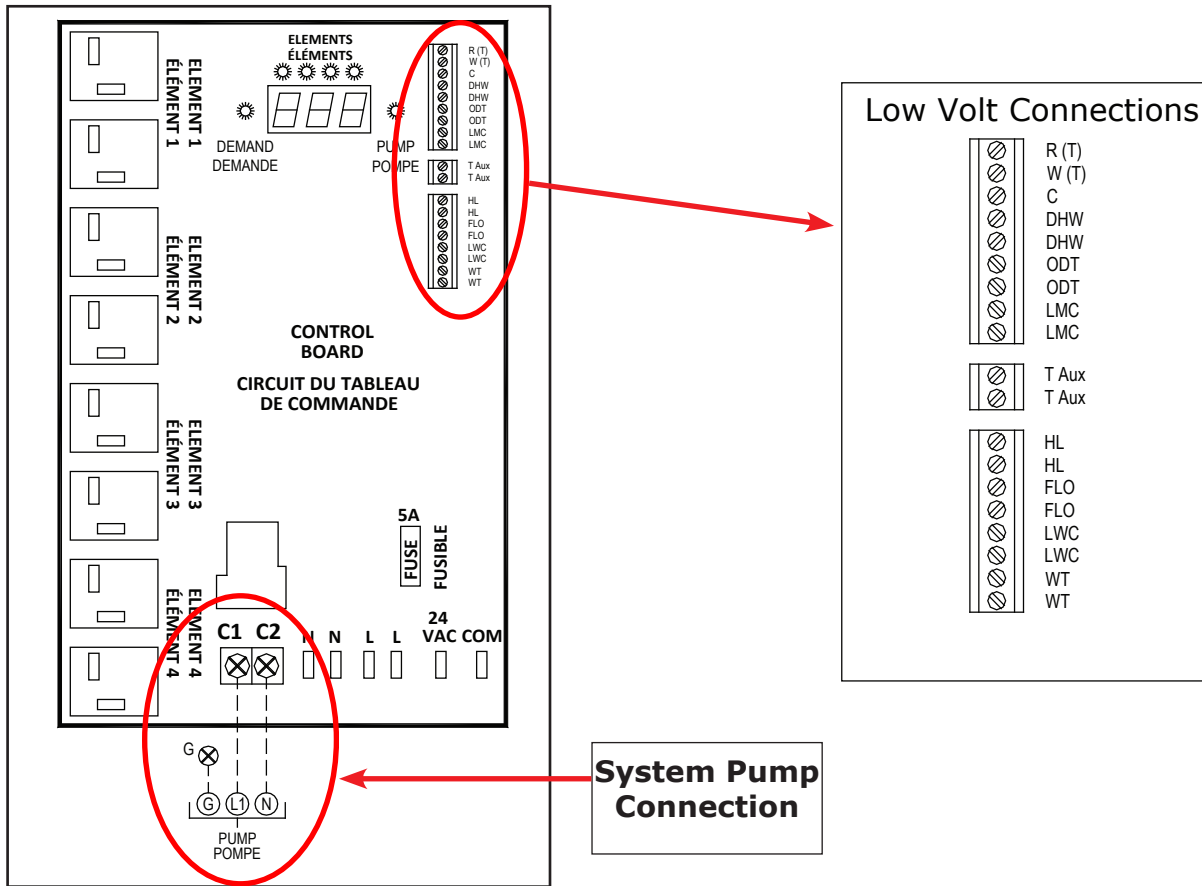 ELEMENTS
ÉLÉMENTS
DEMAND
DEMANDE
PUMP
POMPE
R (T)
W (T)
C
DHW
DHW
ODT
ODT
LMC
LMC
T Aux
T Aux
HL
HL
FLO
FLO
LWC
LWC
WT
WT
ELEMENT 1
ÉLÉMENT 1
ELEMENT 2
ÉLÉMENT 2
ELEMENT 3
ÉLÉMENT 3
ELEMENT 4
ÉLÉMENT 4
CONTROL
BOARD
CIRCUIT DU TABLEAU
DE COMMANDE
5A
FUSE
FUSIBLE
C1 C2
N N L L
24
VAC COM
G
G L1 N
PUMP
POMPE
System Pump
Connection
Low Volt Connections
R (T)
W (T)
C
DHW
DHW
ODT
ODT
LMC
LMC
T Aux
T Aux
HL
HL
FLO
FLO
LWC
LWC
WT
WT